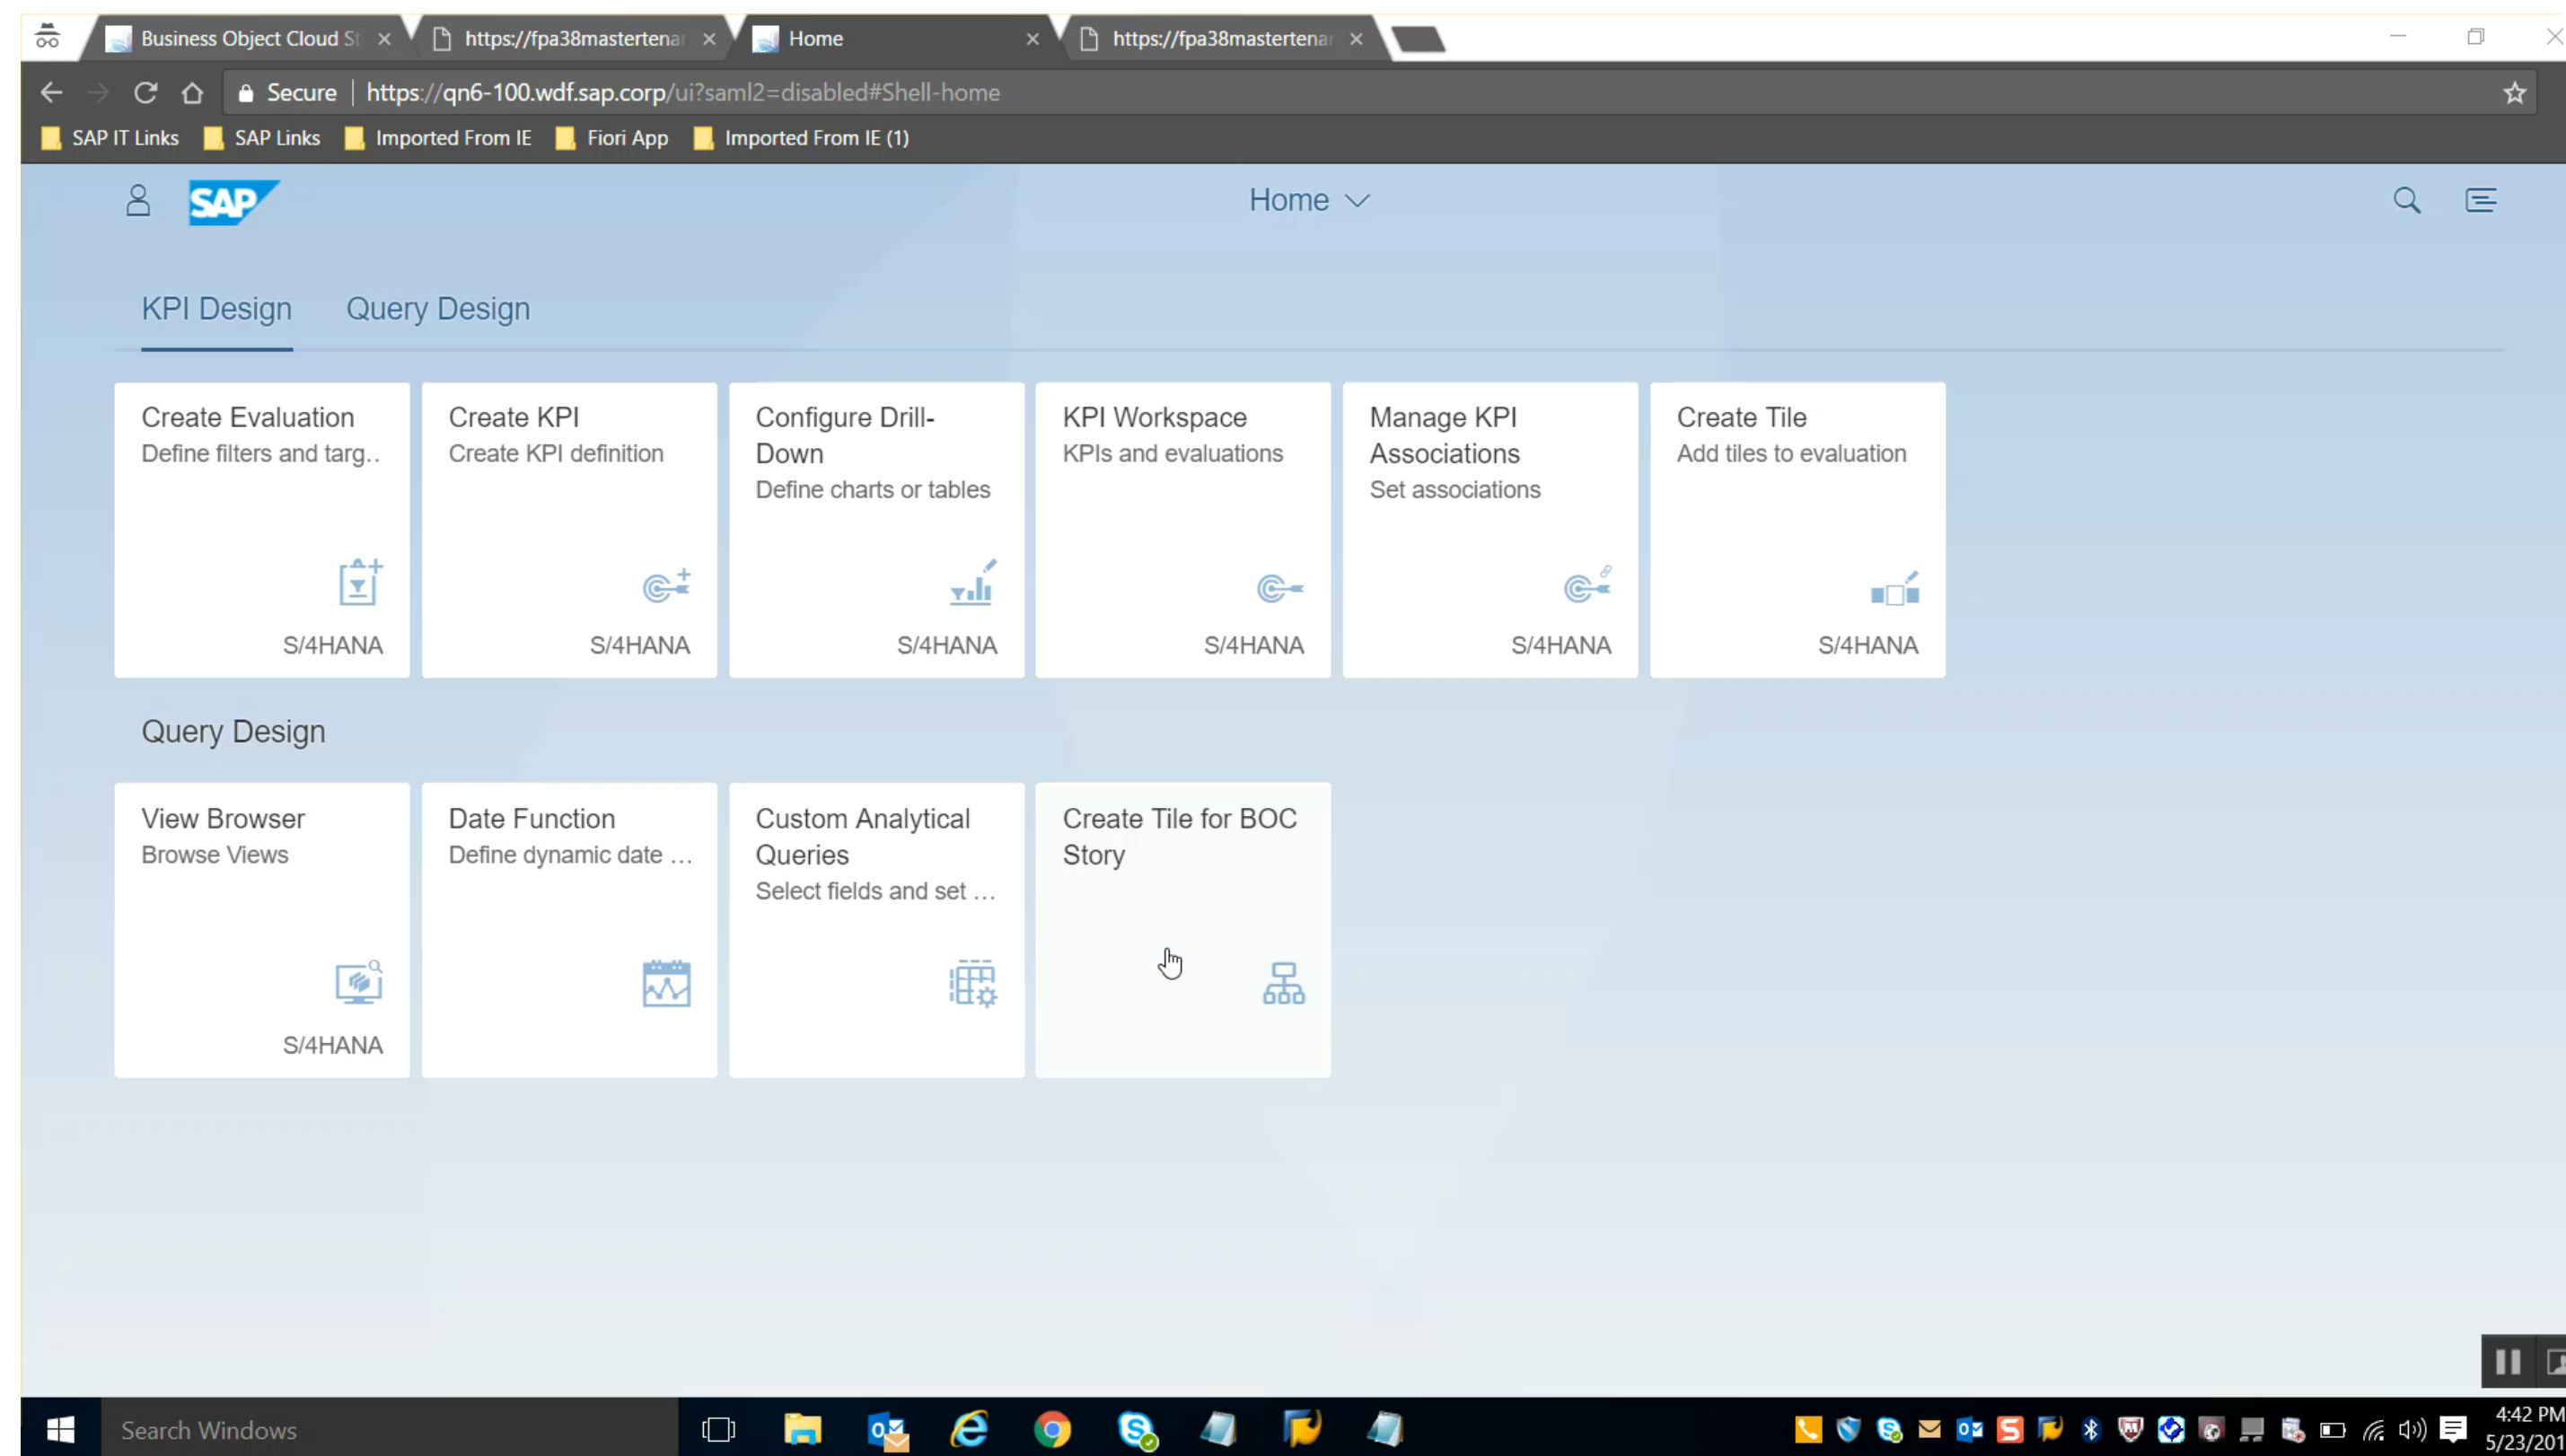 Business Object Cloud St
https://fpa38mastertenar
Home
https://fpa38mastertenar
Secure
https://qn6-100.wdf.sap.corp/ui?saml2=disabled#Shell-home
SAP IT Links
SAP Links
Imported From IE
Fiori App
Imported From IE (1)
SAP
Home
KPI Design
Query Design
Create Evaluation
Define filters and targ..
S/4HANA
Create KPI
Create KPI definition
S/4HANA
Configure Drill-
Down
Define charts or tables
S/4HANA
KPI Workspace
KPIs and evaluations
S/4HANA
Manage KPI
Associations
Set associations
S/4HANA
Create Tile
Add tiles to evaluation
S/4HANA
Query Design
View Browser
Browse Views
S/4HANA
Date Function
Define dynamic date ...
Custom Analytical
Queries
Select fields and set ...
Create Tile for BOC
Story
Search Windows
4:42 PM
5/23/201